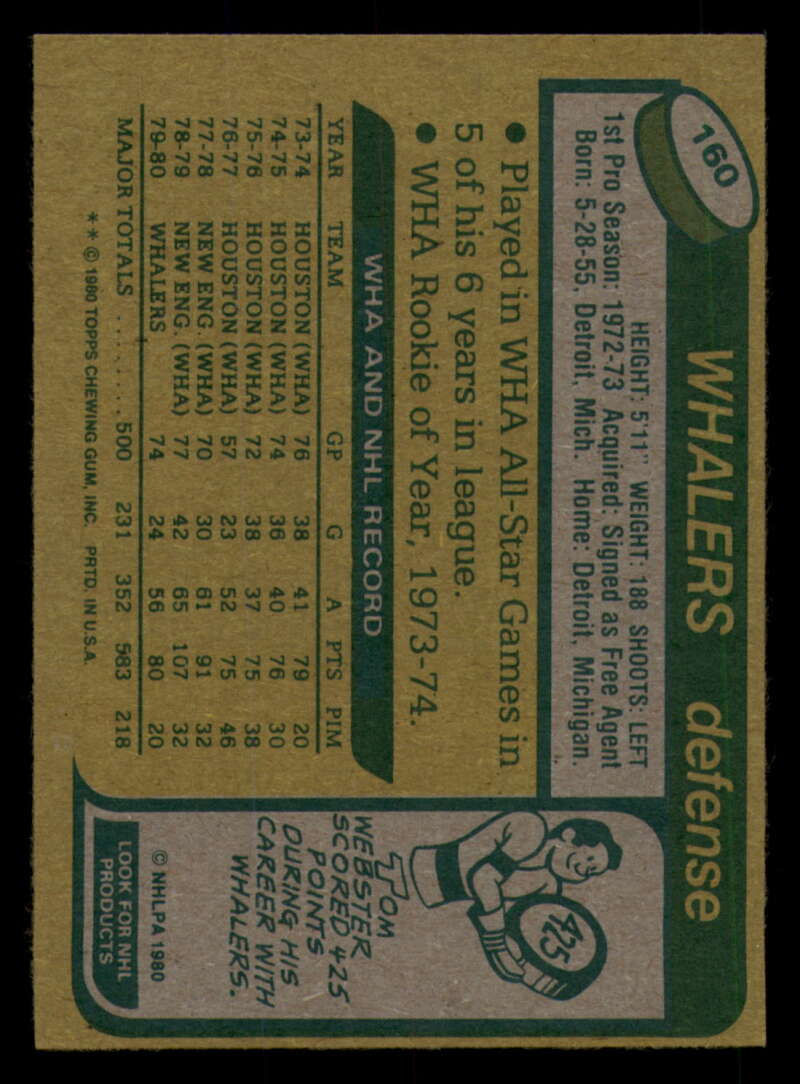 160
WHALERS defense
HEIGHT: 5'11" WEIGHT: 188 SHOOTS: LEFT
1st Pro Season: 1972-73 Acquired: Signed as Free Agent
Born: 5-28-55, Detroit, Mich. Home: Detroit, Michigan.
● Played in WHA All-Star Games in
5 of his 6 years in league.
● WHA Rookie of Year, 1973-74.
WHA AND NHL RECORD
YEAR TEAM GP G A PTS PIM
73-74 HOUSTON (WHA) 76 38 41 79 20
74-75 HOUSTON (WHA) 74 36 40 76 30
75-76 HOUSTON (WHA) 72 38 37 75 38
76-77 HOUSTON (WHA) 57 23 52 75 46
77-78 NEW ENG. (WHA) 70 30 61 91 32
78-79 NEW ENG. (WHA) 77 42 65 107 32
79-80 WHALERS 74 24 56 80 20
MAJOR TOTALS ......... 500 231 352 583 218
** © 1980 TOPPS CHEWING GUM, INC. PRTD. IN U.S.A.
425
TOM
WEBSTER
SCORED 425
POINTS
DURING HIS
CAREER WITH
WHALERS.
© NHLPA 1980
LOOK FOR NHL
PRODUCTS